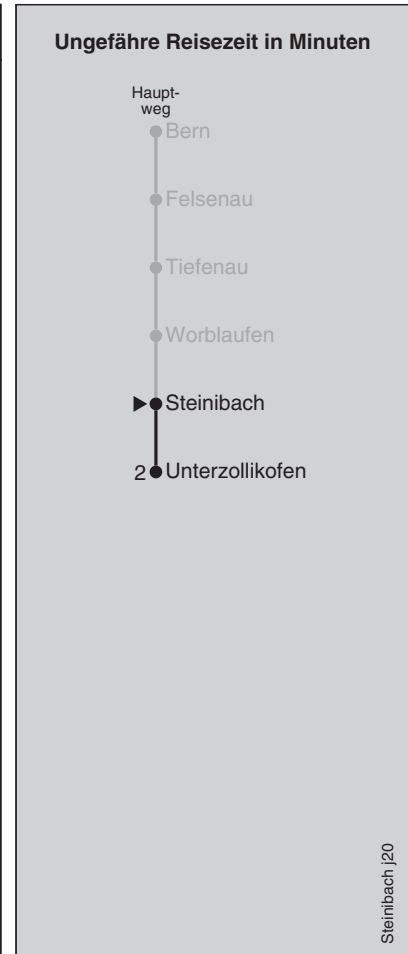 Ungefähre Reisezeit in Minuten
Haupt-
weg
Bern
Felsenau
Tiefenau
Worblaufen
Steinibach
2 Unterzollikofen
Steinibach j20